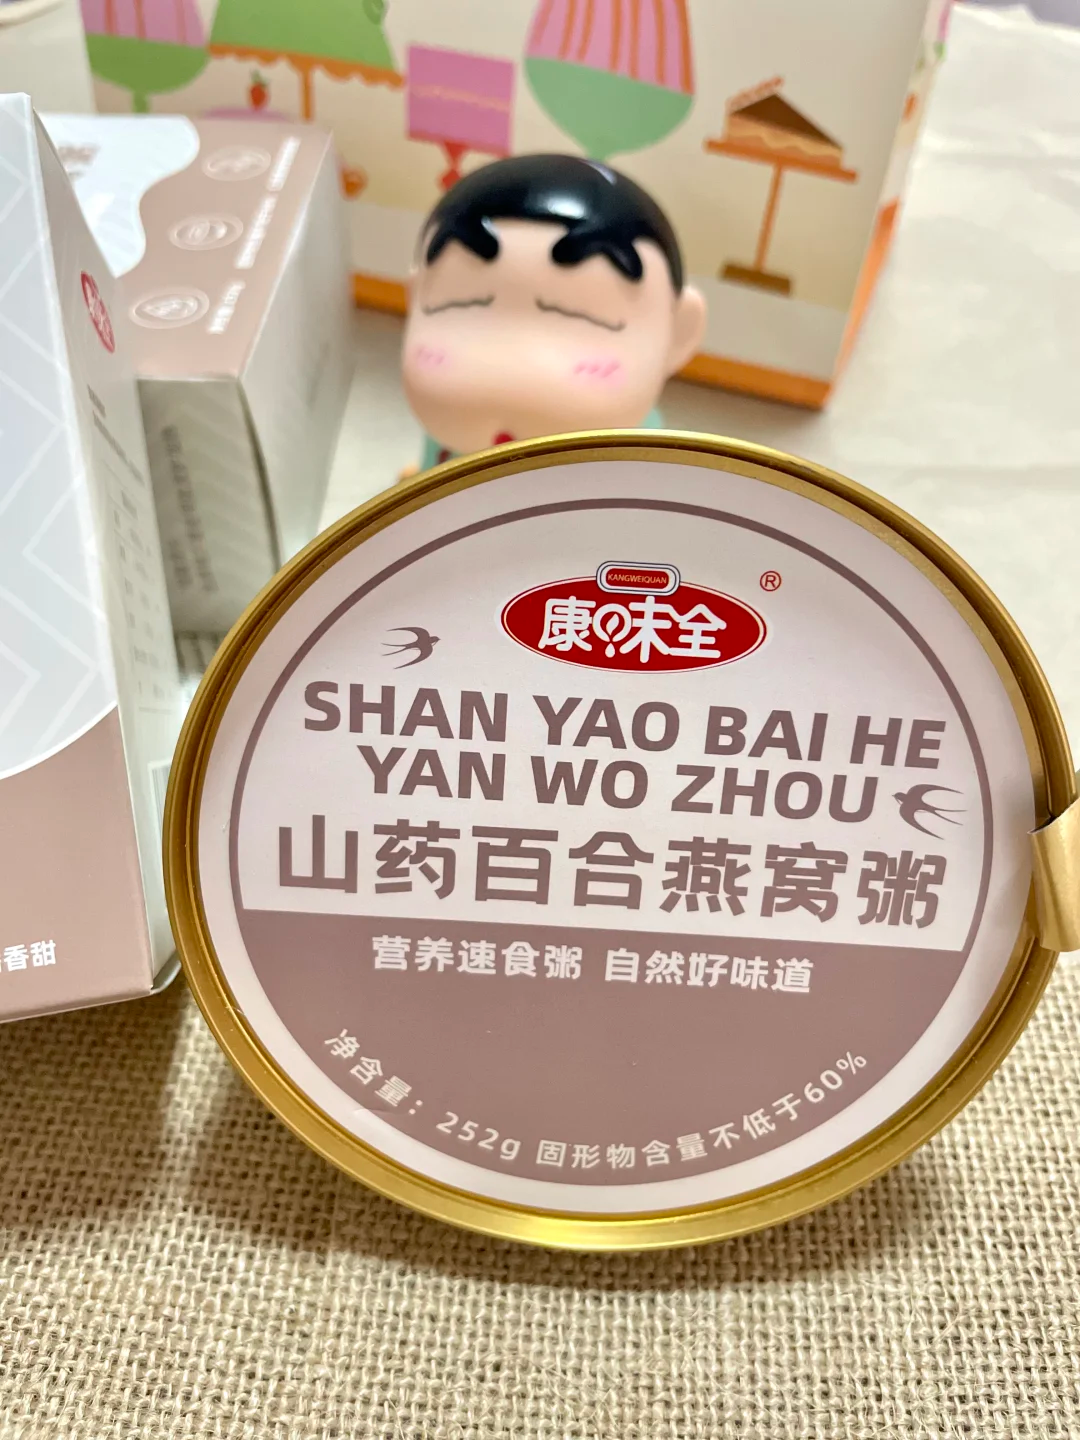 KANGWEIQUAN
康味全
®
SHAN YAO BAI HE
YAN WO ZHOU
山药百合燕窝粥
营养速食粥 自然好味道
净含量：252g 固形物含量不低于60%
香甜